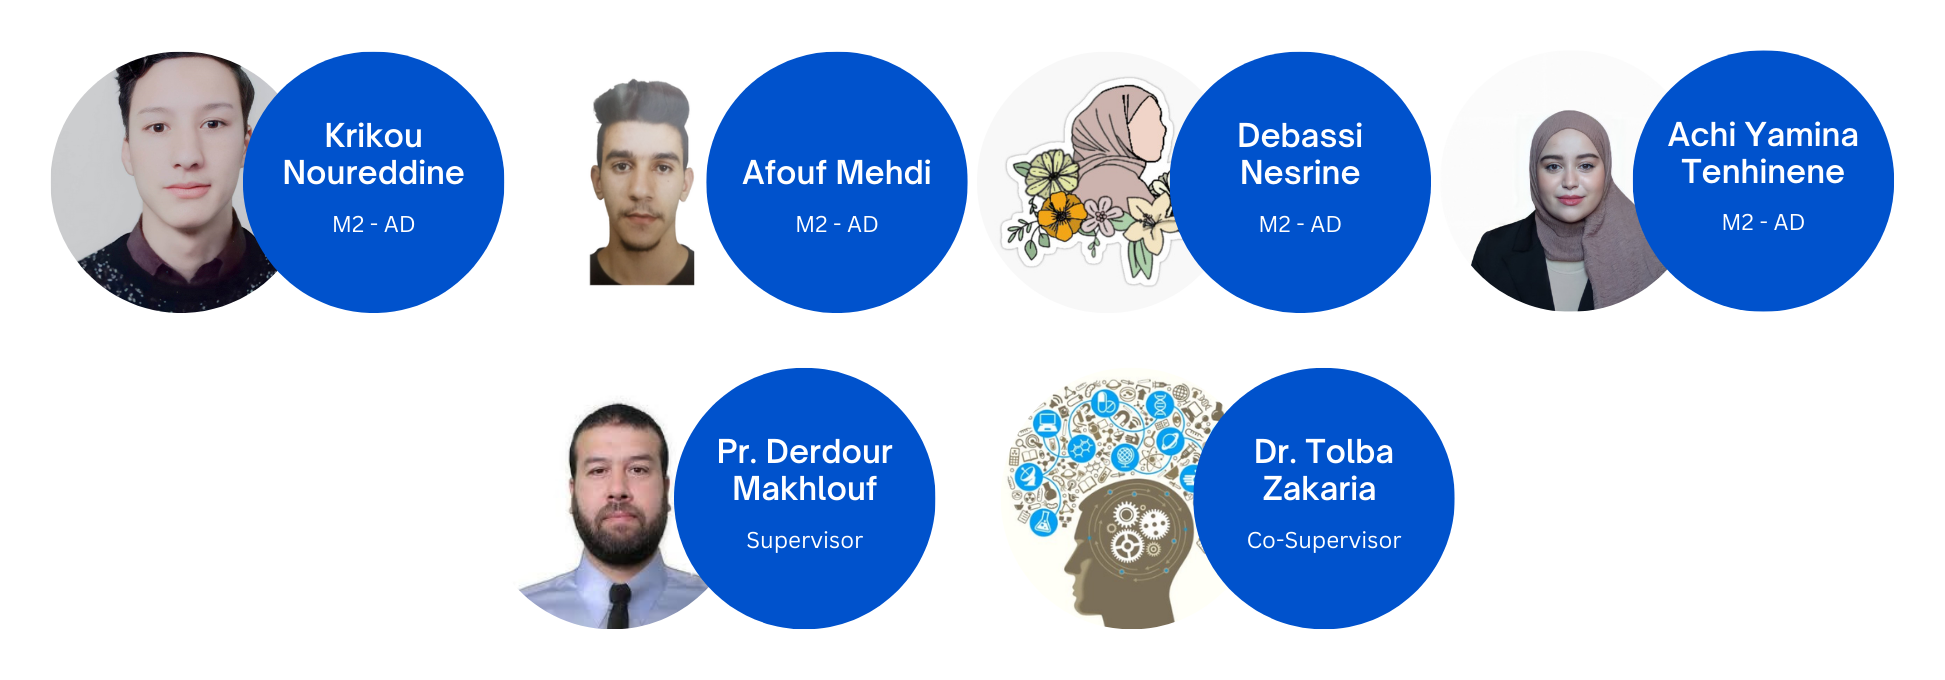 Krikou
Noureddine
M2 - AD
Afouf Mehdi
M2 - AD
Debassi
Nesrine
M2 - AD
Achi Yamina
Tenhinene
M2 - AD
Pr. Derdour
Makhlouf
Supervisor
Dr. Tolba
Zakaria
Co-Supervisor